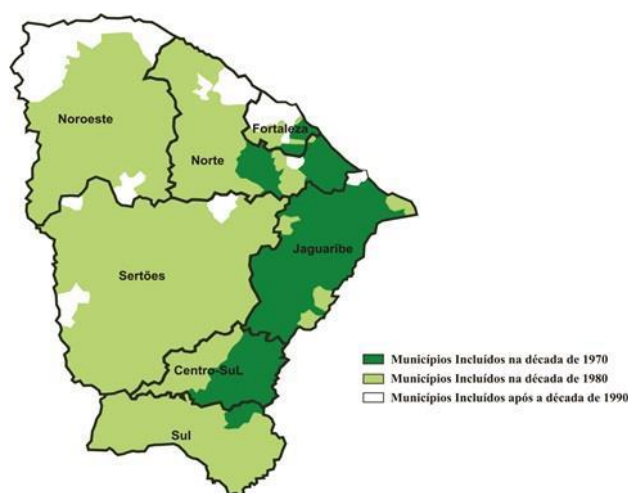 Noroeste
Fortaleza
Norte
Jaguaribe
Sertões
Centro-SuL
Sul
Municípios Incluídos na década de 1970
Municípios Incluídos na década de 1980
Municípios Incluídos após a década de 1990